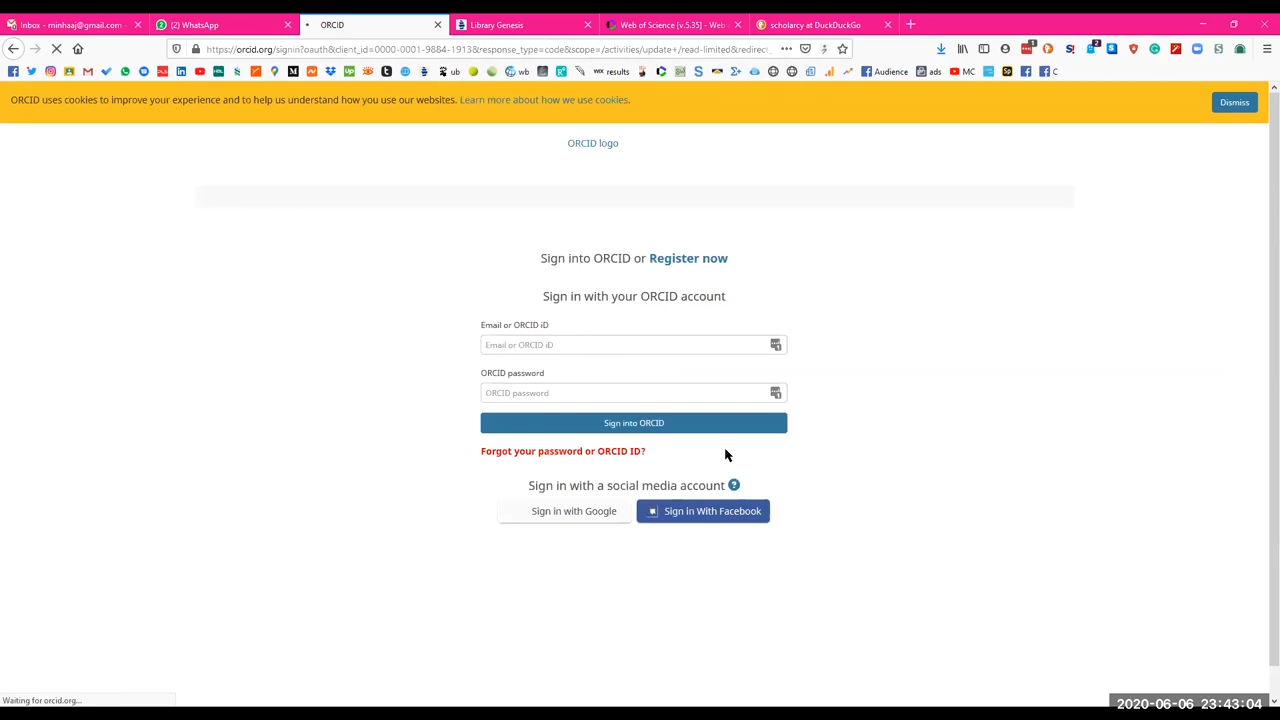 Inbox - minhaaj@gmail.com -
(2) WhatsApp
ORCID
Library Genesis
Web of Science [v.5.35] - Web
scholarcy at DuckDuckGo
https://orcid.org/signin?oauth&client_id=0000-0001-9884-1913&response_type=code&scope=/activities/update+/read-limited&redirect
ub
wb
WIX results
Audience
ads
MC
C
ORCID uses cookies to improve your experience and to help us understand how you use our websites. Learn more about how we use cookies.
Dismiss
ORCID logo
Sign into ORCID or Register now
Sign in with your ORCID account
Email or ORCID iD
Email or ORCID iD
ORCID password
ORCID password
Sign into ORCID
Forgot your password or ORCID ID?
Sign in with a social media account ?
Sign in with Google
Sign in With Facebook
Waiting for orcid.org...
2020-06-06 23:43:04